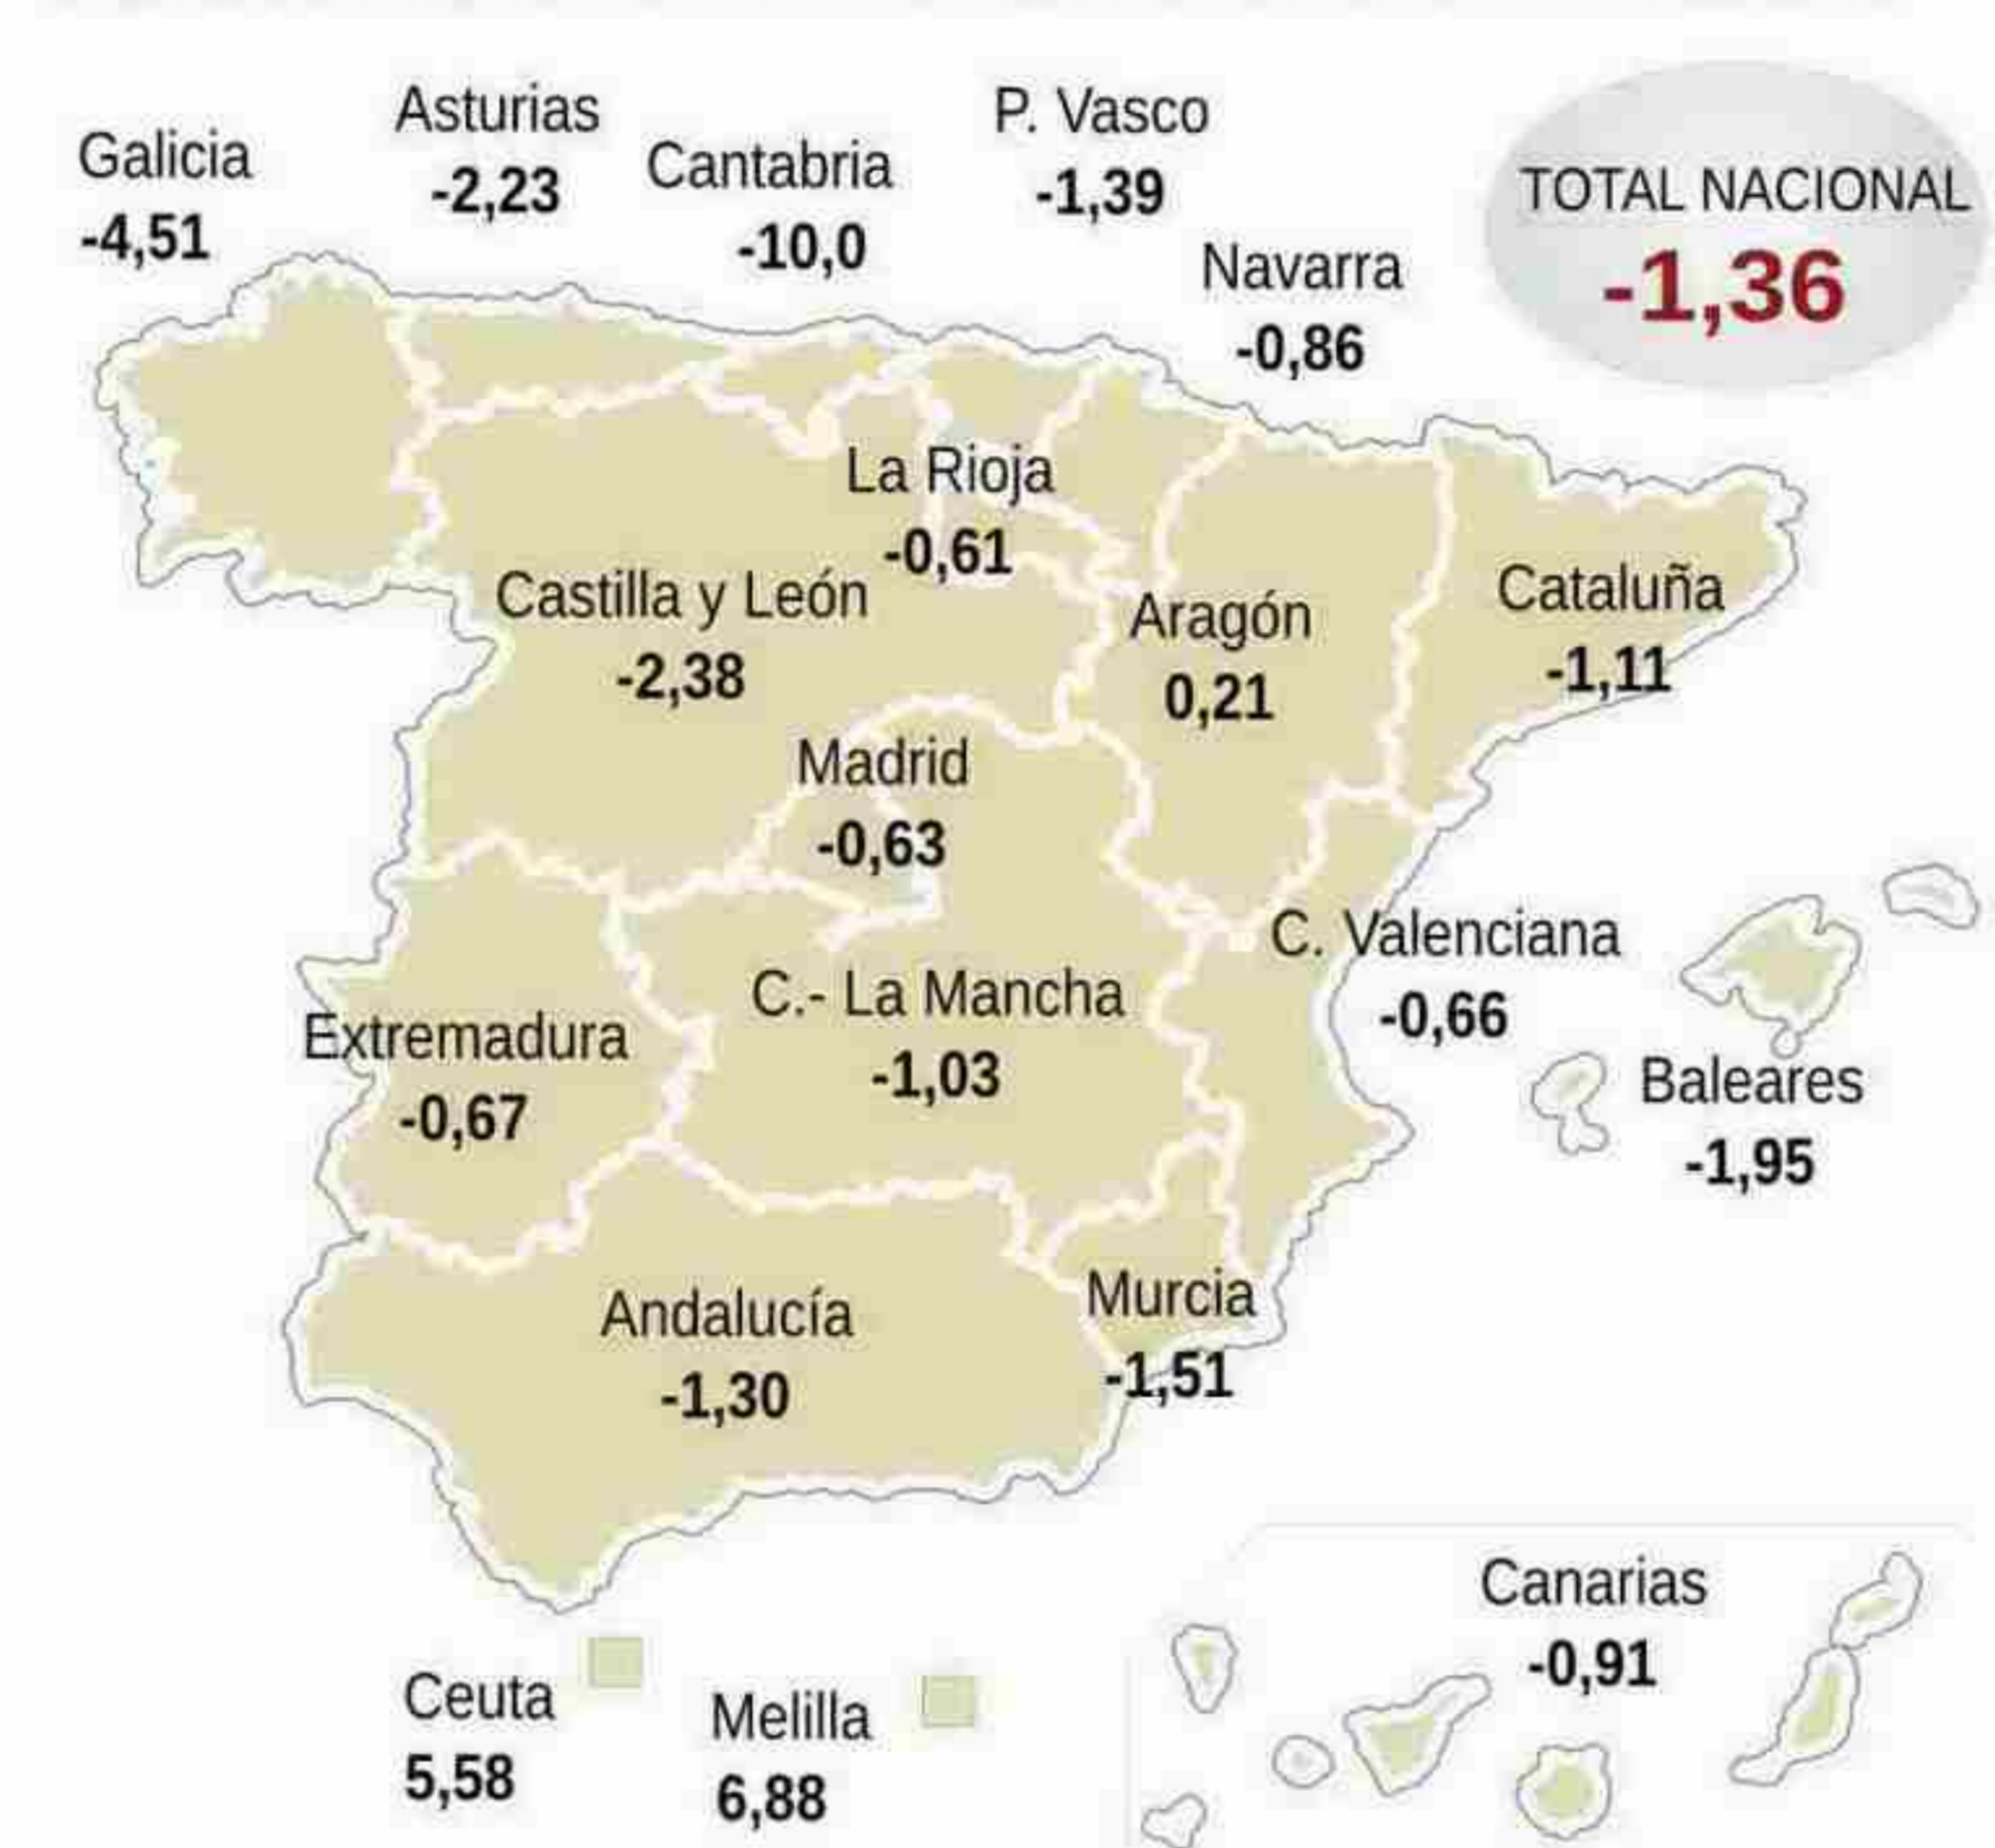 Galicia
-4,51
Asturias
-2,23
Cantabria
-10,0
P. Vasco
-1,39
Navarra
-0,86
TOTAL NACIONAL
-1,36
La Rioja
-0,61
Castilla y León
-2,38
Aragón
0,21
Cataluña
-1,11
Madrid
-0,63
C. Valenciana
-0,66
C.- La Mancha
-1,03
Extremadura
-0,67
Baleares
-1,95
Andalucía
-1,30
Murcia
-1,51
Canarias
-0,91
Ceuta
5,58
Melilla
6,88